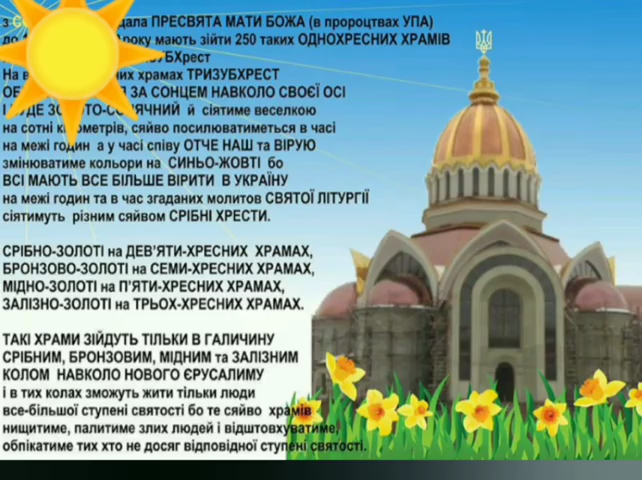 з дала ПРЕСВЯТА МАТИ БОЖА (в пророцтвах УПА)
до року мають зійти 250 таких ОДНОХРЕСНИХ ХРАМІВ
На храмах ТРИЗУБХРЕСТ
ЗА СОНЦЕМ НАВКОЛО СВОЄЇ ОСІ
й сіятиме веселкою
на сотні кілометрів, сяйво посилюватиметься в часі
на межі годин а у часі співу ОТЧЕ НАШ та ВІРУЮ
змінюватиме кольори на СИНЬО-ЖОВТІ бо
ВСІ МАЮТЬ ВСЕ БІЛЬШЕ ВІРИТИ В УКРАЇНУ
на межі годин та в час згаданих молитов СВЯТОЇ ЛІТУРГІЇ
сіятимуть різним сяйвом СРІБНІ ХРЕСТИ.
СРІБНО-ЗОЛОТІ на ДЕВ'ЯТИ-ХРЕСНИХ ХРАМАХ,
БРОНЗОВО-ЗОЛОТІ на СЕМИ-ХРЕСНИХ ХРАМАХ,
МІДНО-ЗОЛОТІ на П'ЯТИ-ХРЕСНИХ ХРАМАХ,
ЗАЛІЗНО-ЗОЛОТІ на ТРЬОХ-ХРЕСНИХ ХРАМАХ.
ТАКІ ХРАМИ ЗІЙДУТЬ ТІЛЬКИ В ГАЛИЧИНУ
СРІБНИМ, БРОНЗОВИМ, МІДНИМ та ЗАЛІЗНИМ
КОЛОМ НАВКОЛО НОВОГО ЄРУСАЛИМУ
і в тих колах зможуть жити тільки люди
все-більшої ступені святості бо те сяйво храмів
нищитиме, палитиме злих людей і відштовхуватиме,
обпікатиме тих хто не досяг відповідної ступені святості.